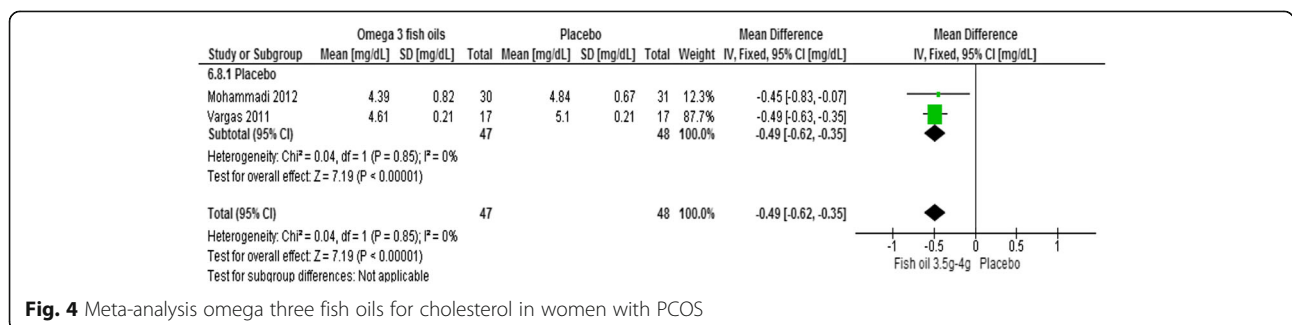 Omega 3 fish oils Placebo Mean Difference Mean Difference
Study or Subgroup Mean [mg/dL] SD [mg/dL] Total Mean [mg/dL] SD [mg/dL] Total Weight IV, Fixed, 95% CI [mg/dL] IV, Fixed, 95% CI [mg/dL]
6.8.1 Placebo
Mohammadi 2012 4.39 0.82 30 4.84 0.67 31 12.3% -0.45 [-0.83, -0.07]
Vargas 2011 4.61 0.21 17 5.1 0.21 17 87.7% -0.49 [-0.63, -0.35]
Subtotal (95% CI) 47 48 100.0% -0.49 [-0.62, -0.35]
Heterogeneity: Chi² = 0.04, df = 1 (P = 0.85); I² = 0%
Test for overall effect: Z = 7.19 (P < 0.00001)
Total (95% CI) 47 48 100.0% -0.49 [-0.62, -0.35]
Heterogeneity: Chi² = 0.04, df = 1 (P = 0.85); I² = 0%
Test for overall effect: Z = 7.19 (P < 0.00001)
Test for subgroup differences: Not applicable
-1 -0.5 0 0.5 1
Fish oil 3.5g-4g Placebo
Fig. 4 Meta-analysis omega three fish oils for cholesterol in women with PCOS